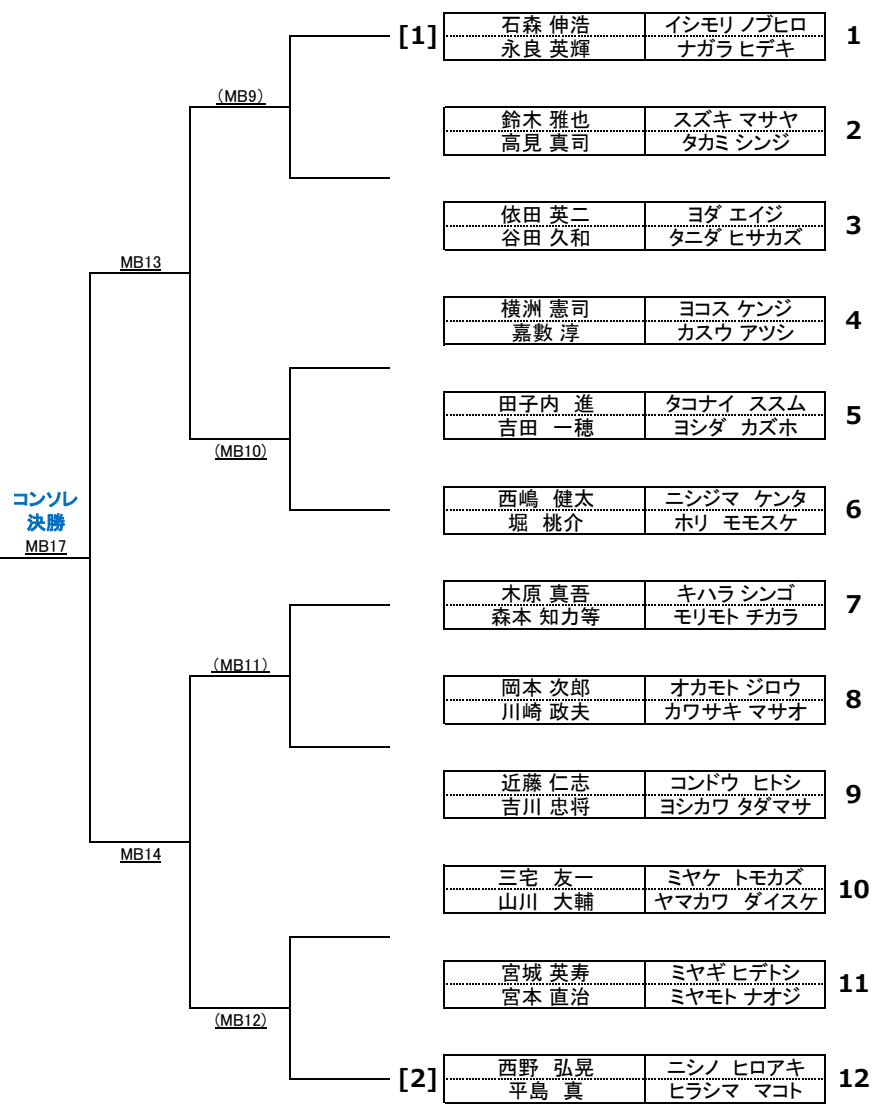 [1] 石森 伸浩 イシモリ ノブヒロ 1
永良 英輝 ナガラ ヒデキ
(MB9)
鈴木 雅也 スズキ マサヤ 2
高見 真司 タカミ シンジ
依田 英二 ヨダ エイジ 3
谷田 久和 タニダ ヒサカズ
MB13
横洲 憲司 ヨコス ケンジ 4
嘉數 淳 カスウ アツシ
田子内 進 タコナイ ススム 5
吉田 一穂 ヨシダ カズホ
(MB10)
西嶋 健太 ニシジマ ケンタ 6
堀 桃介 ホリ モモスケ
コンソレ
決勝
MB17
木原 真吾 キハラ シンゴ 7
森本 知力等 モリモト チカラ
(MB11)
岡本 次郎 オカモト ジロウ 8
川崎 政夫 カワサキ マサオ
近藤 仁志 コンドウ ヒトシ 9
吉川 忠将 ヨシカワ タダマサ
MB14
三宅 友一 ミヤケ トモカズ 10
山川 大輔 ヤマカワ ダイスケ
宮城 英寿 ミヤギ ヒデトシ 11
宮本 直治 ミヤモト ナオジ
(MB12)
[2] 西野 弘晃 ニシノ ヒロアキ 12
平島 真 ヒラシマ マコト